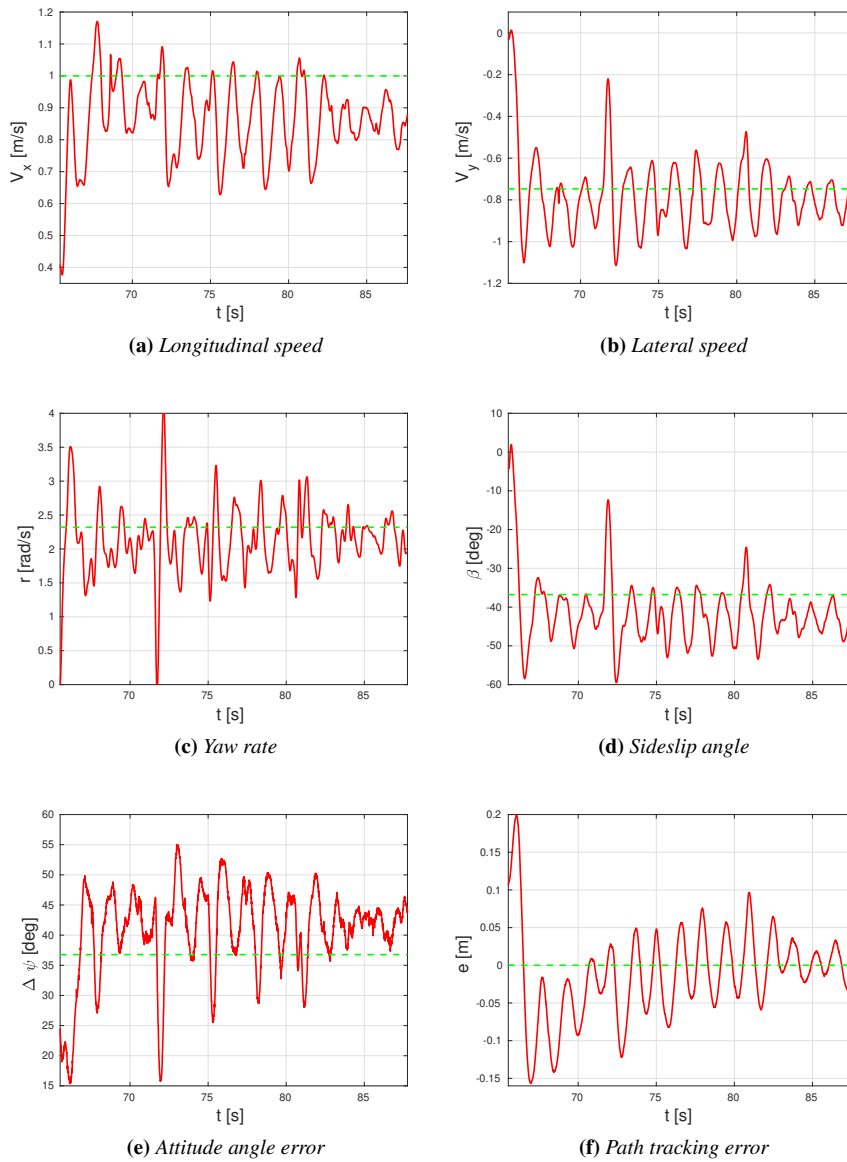 1.2
1.1
1
0.9
0.8
0.7
0.6
0.5
0.4
V_x [m/s]
70 75 80 85
t [s]
(a) Longitudinal speed
0
-0.2
-0.4
-0.6
-0.8
-1
-1.2
V_y [m/s]
70 75 80 85
t [s]
(b) Lateral speed
4
3.5
3
2.5
2
1.5
1
0.5
0
r [rad/s]
70 75 80 85
t [s]
(c) Yaw rate
10
0
-10
-20
-30
-40
-50
-60
β [deg]
70 75 80 85
t [s]
(d) Sideslip angle
60
55
50
45
40
35
30
25
20
15
Δ ψ [deg]
70 75 80 85
t [s]
(e) Attitude angle error
0.2
0.15
0.1
0.05
0
-0.05
-0.1
-0.15
e [m]
70 75 80 85
t [s]
(f) Path tracking error